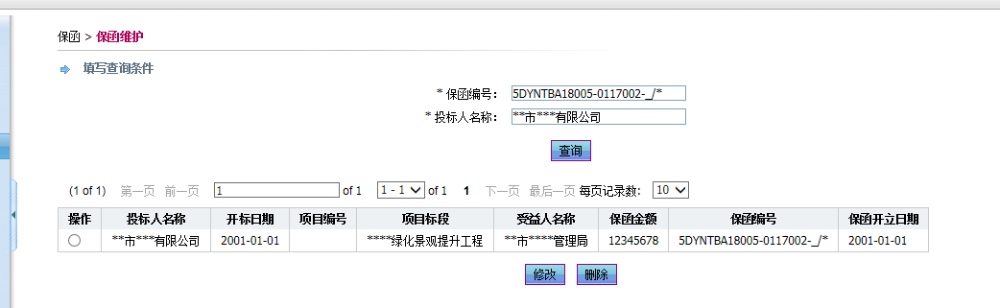 保函 > 保函维护
填写查询条件
* 保函编号： 5DYNTBA18005-0117002-_/*
* 投标人名称： **市***有限公司
查询
(1 of 1) 第一页 前一页 1 of 1 1 - 1 of 1 1 下一页 最后一页 每页记录数: 10
操作 投标人名称 开标日期 项目编号 项目标段 受益人名称 保函金额 保函编号 保函开立日期
**市***有限公司 2001-01-01 ****绿化景观提升工程 **市****管理局 12345678 5DYNTBA18005-0117002-_/* 2001-01-01
修改 删除